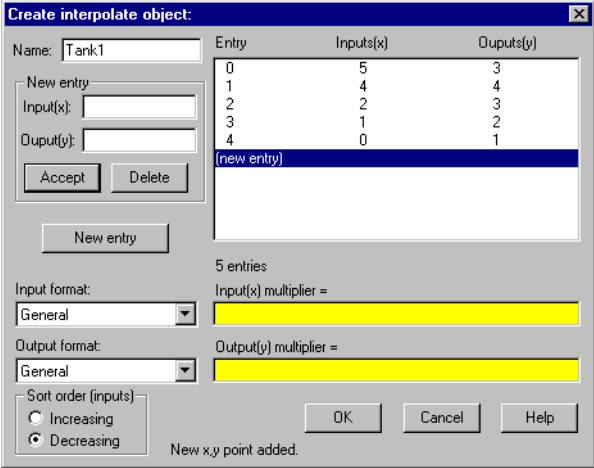 Create interpolate object:
Name: Tank1
New entry
Input(x):
Ouput(y):
Accept Delete
New entry
Entry Inputs(x) Ouputs(y)
0 5 3
1 4 4
2 2 3
3 1 2
4 0 1
(new entry)
5 entries
Input format:
General
Input(x) multiplier =
Output format:
General
Output(y) multiplier =
Sort order (inputs)
Increasing
Decreasing
OK Cancel Help
New x,y point added.